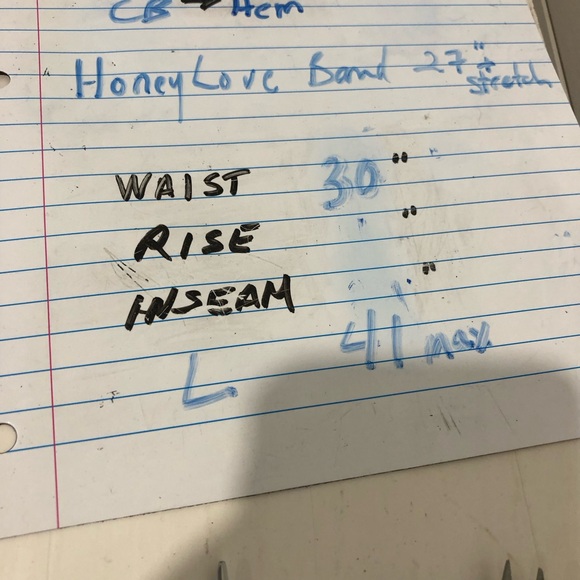 CB → Hem
HoneyLove Band 27" + stretch
WAIST 30"
RISE "
INSEAM "
L 41 max